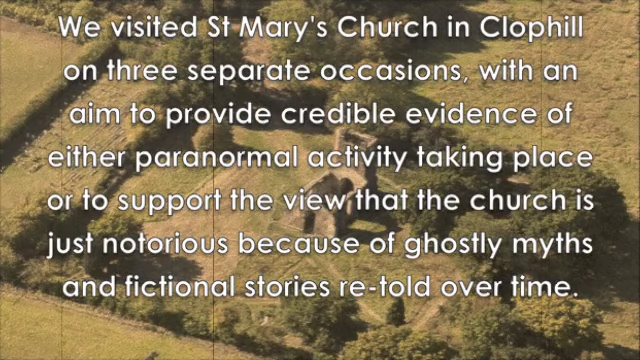 We visited St Mary's Church in Clophill
on three separate occasions, with an
aim to provide credible evidence of
either paranormal activity taking place
or to support the view that the church is
just notorious because of ghostly myths
and fictional stories re-told over time.